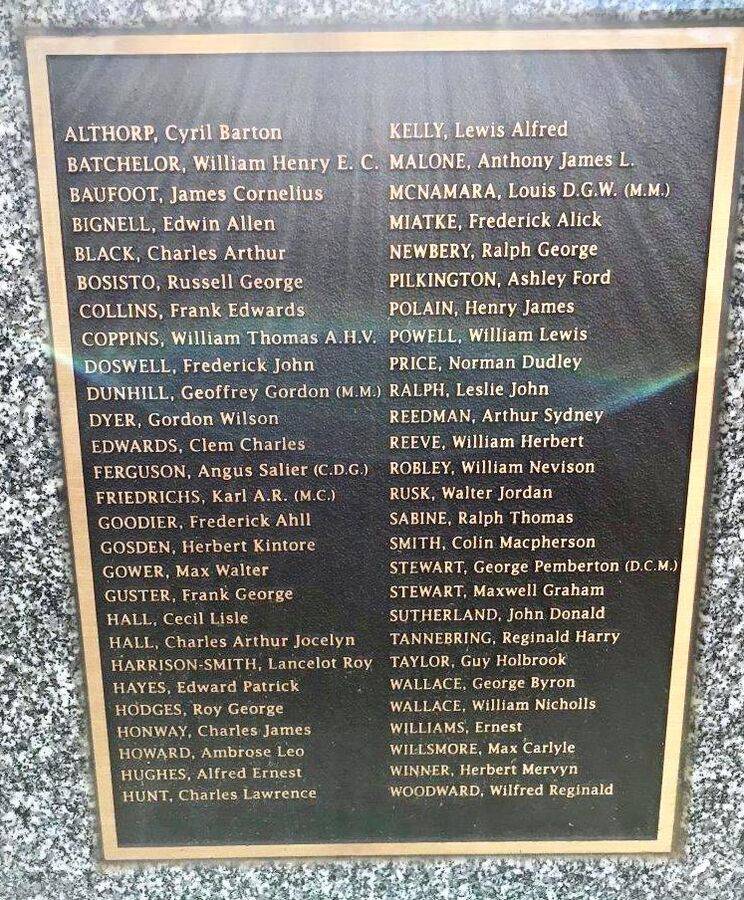 ALTHORP, Cyril Barton
BATCHELOR, William Henry E. C.
BAUFOOT, James Cornelius
BIGNELL, Edwin Allen
BLACK, Charles Arthur
BOSISTO, Russell George
COLLINS, Frank Edwards
COPPINS, William Thomas A.H.V.
DOSWELL, Frederick John
DUNHILL, Geoffrey Gordon (M.M.)
DYER, Gordon Wilson
EDWARDS, Clem Charles
FERGUSON, Angus Salier (C.D.G.)
FRIEDRICHS, Karl A.R. (M.C.)
GOODIER, Frederick Ahll
GOSDEN, Herbert Kintore
GOWER, Max Walter
GUSTER, Frank George
HALL, Cecil Lisle
HALL, Charles Arthur Jocelyn
HARRISON-SMITH, Lancelot Roy
HAYES, Edward Patrick
HODGES, Roy George
HONWAY, Charles James
HOWARD, Ambrose Leo
HUGHES, Alfred Ernest
HUNT, Charles Lawrence
KELLY, Lewis Alfred
MALONE, Anthony James L.
MCNAMARA, Louis D.G.W. (M.M.)
MIATKE, Frederick Alick
NEWBERY, Ralph George
PILKINGTON, Ashley Ford
POLAIN, Henry James
POWELL, William Lewis
PRICE, Norman Dudley
RALPH, Leslie John
REEDMAN, Arthur Sydney
REEVE, William Herbert
ROBLEY, William Nevison
RUSK, Walter Jordan
SABINE, Ralph Thomas
SMITH, Colin Macpherson
STEWART, George Pemberton (D.C.M.)
STEWART, Maxwell Graham
SUTHERLAND, John Donald
TANNEBRING, Reginald Harry
TAYLOR, Guy Holbrook
WALLACE, George Byron
WALLACE, William Nicholls
WILLIAMS, Ernest
WILLSMORE, Max Carlyle
WINNER, Herbert Mervyn
WOODWARD, Wilfred Reginald